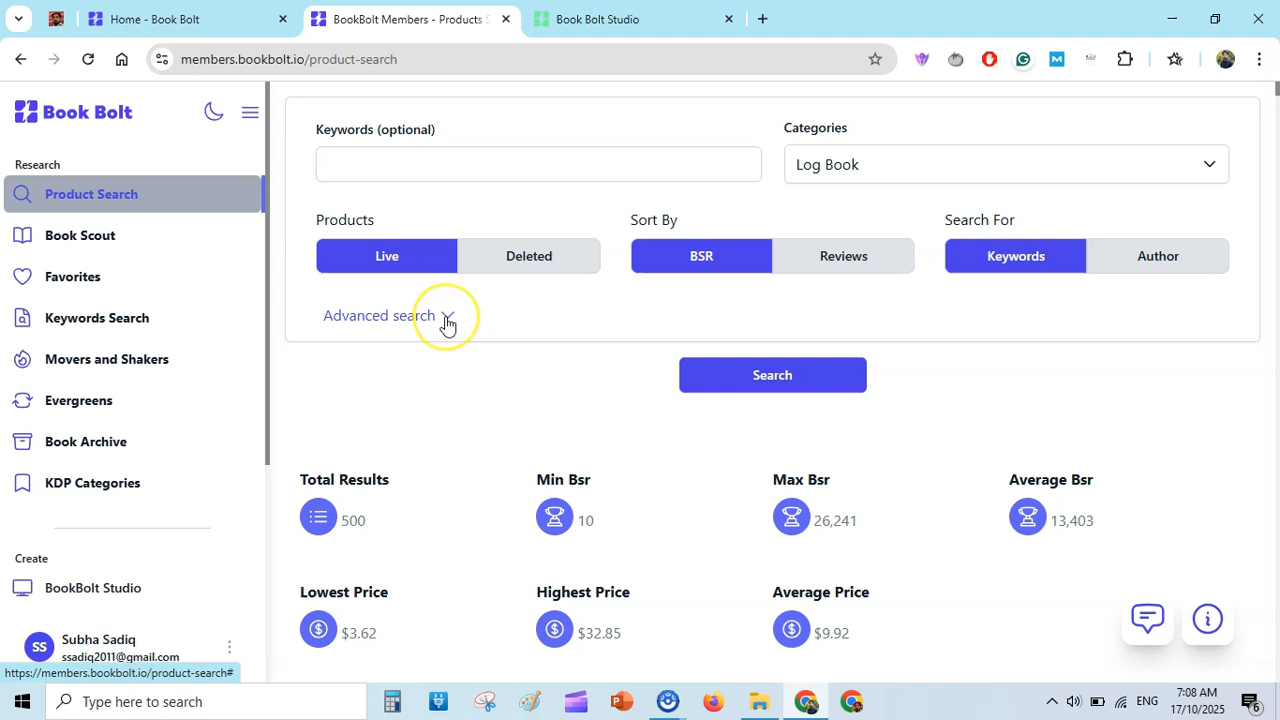 Home - Book Bolt
BookBolt Members - Products S
Book Bolt Studio
members.bookbolt.io/product-search
Book Bolt
Research
Product Search
Book Scout
Favorites
Keywords Search
Movers and Shakers
Evergreens
Book Archive
KDP Categories
Create
BookBolt Studio
SS
Subha Sadiq
ssadiq2011@gmail.com
https://members.bookbolt.io/product-search#
Keywords (optional)
Categories
Log Book
Products
Sort By
Search For
Live
Deleted
BSR
Reviews
Keywords
Author
Advanced search
Search
Total Results
Min Bsr
Max Bsr
Average Bsr
500
10
26,241
13,403
Lowest Price
Highest Price
Average Price
$3.62
$32.85
$9.92
Type here to search
ENG
7:08 AM
17/10/2025
6